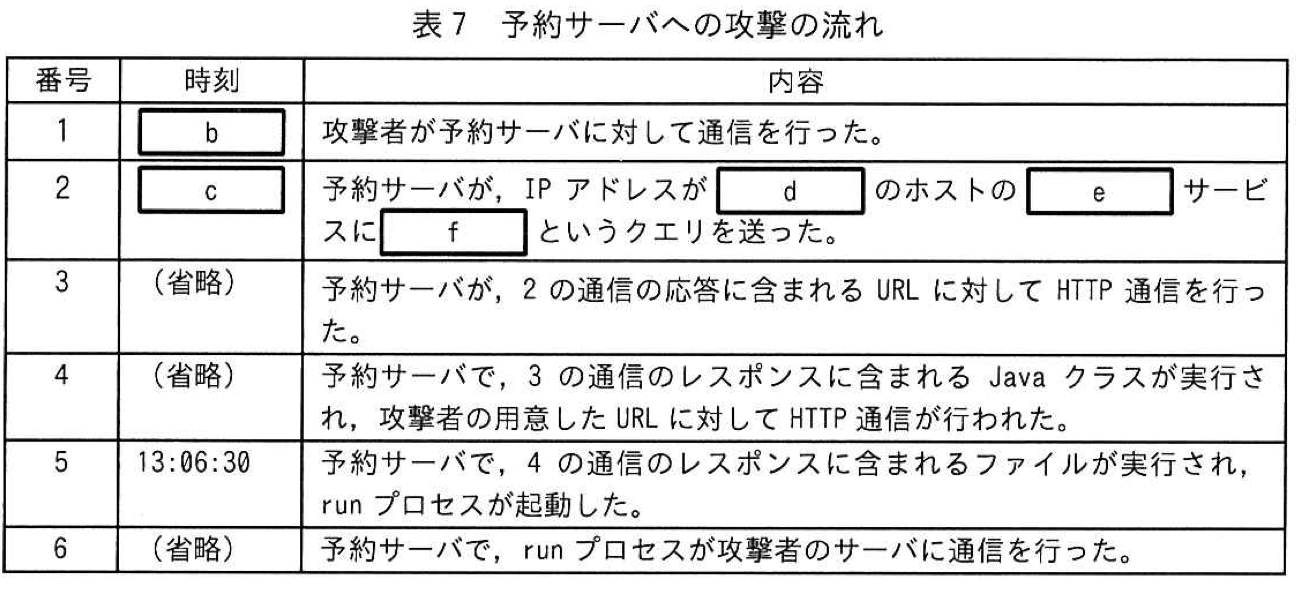 表7 予約サーバへの攻撃の流れ
番号 時刻 内容
1 b 攻撃者が予約サーバに対して通信を行った。
2 c 予約サーバが，IP アドレスが d のホストの e サービ
スに f というクエリを送った。
3 （省略） 予約サーバが，2 の通信の応答に含まれる URL に対して HTTP 通信を行っ
た。
4 （省略） 予約サーバで，3 の通信のレスポンスに含まれる Java クラスが実行さ
れ，攻撃者の用意した URL に対して HTTP 通信が行われた。
5 13:06:30 予約サーバで，4 の通信のレスポンスに含まれるファイルが実行され，
run プロセスが起動した。
6 （省略） 予約サーバで，run プロセスが攻撃者のサーバに通信を行った。